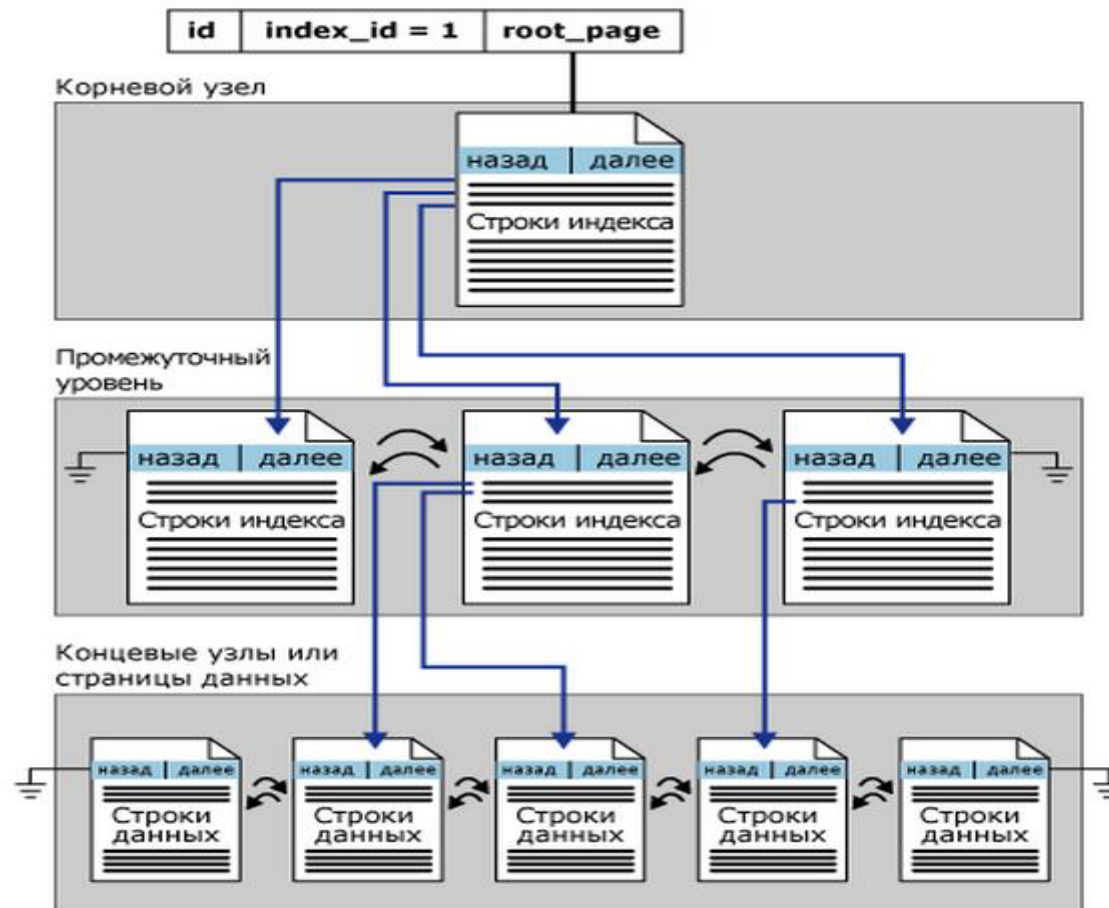 id index_id = 1 root_page
Корневой узел
назад далее
Строки индекса
Промежуточный
уровень
назад далее назад далее назад далее
Строки индекса Строки индекса Строки индекса
Концевые узлы или
страницы данных
назад далее назад далее назад далее назад далее назад далее
Строки Строки Строки Строки Строки
данных данных данных данных данных